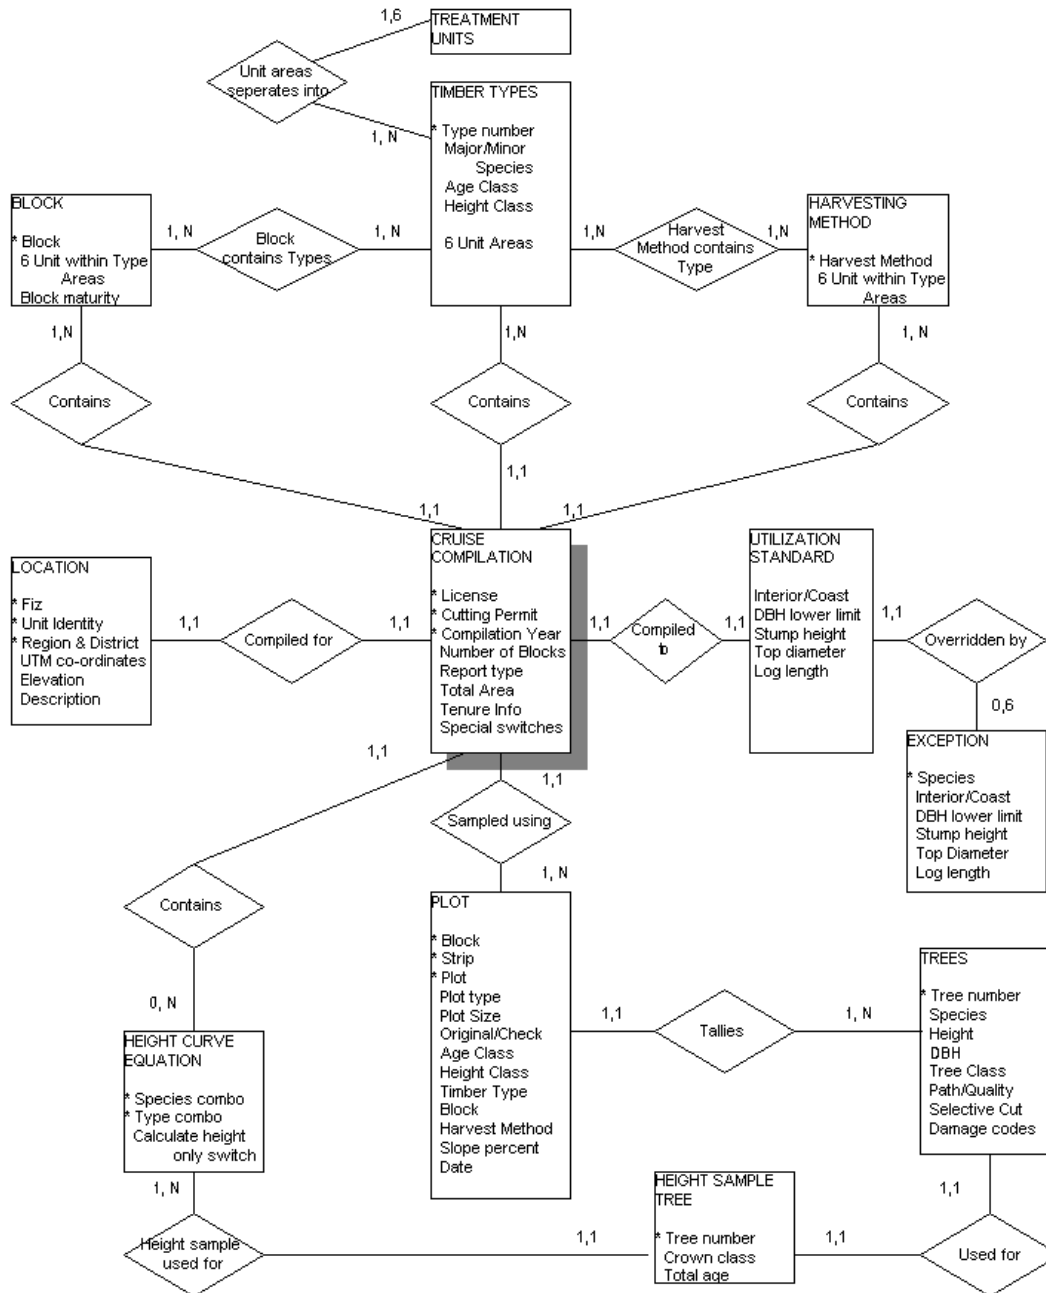 1,6
TREATMENT
UNITS
Unit areas
seperates into
TIMBER TYPES
1, N
* Type number
Major/Minor
Species
Age Class
Height Class
6 Unit Areas
BLOCK
* Block
6 Unit within Type
Areas
Block maturity
1, N
Block
contains Types
1, N
1,N
Harvest
Method contains
Type
1,N
HARVESTING
METHOD
* Harvest Method
6 Unit within Type
Areas
1,N
1,N
1, N
Contains
Contains
Contains
1,1
1,1
1,1
LOCATION
* Fiz
* Unit Identity
* Region & District
UTM co-ordinates
Elevation
Description
1,1
Compiled for
1,1
CRUISE
COMPILATION
* License
* Cutting Permit
* Compilation Year
Number of Blocks
Report type
Total Area
Tenure Info
Special switches
1,1
Compiled
to
1,1
UTILIZATION
STANDARD
Interior/Coast
DBH lower limit
Stump height
Top diameter
Log length
1,1
Overridden by
0,6
EXCEPTION
* Species
Interior/Coast
DBH lower limit
Stump height
Top Diameter
Log length
1,1
1,1
Sampled using
1, N
Contains
0, N
PLOT
* Block
* Strip
* Plot
Plot type
Plot Size
Original/Check
Age Class
Height Class
Timber Type
Block
Harvest Method
Slope percent
Date
1,1
Tallies
1, N
TREES
* Tree number
Species
Height
DBH
Tree Class
Path/Quality
Selective Cut
Damage codes
HEIGHT CURVE
EQUATION
* Species combo
* Type combo
Calculate height
only switch
1, N
Height sample
used for
1,1
HEIGHT SAMPLE
TREE
* Tree number
Crown class
Total age
1,1
Used for
1,1